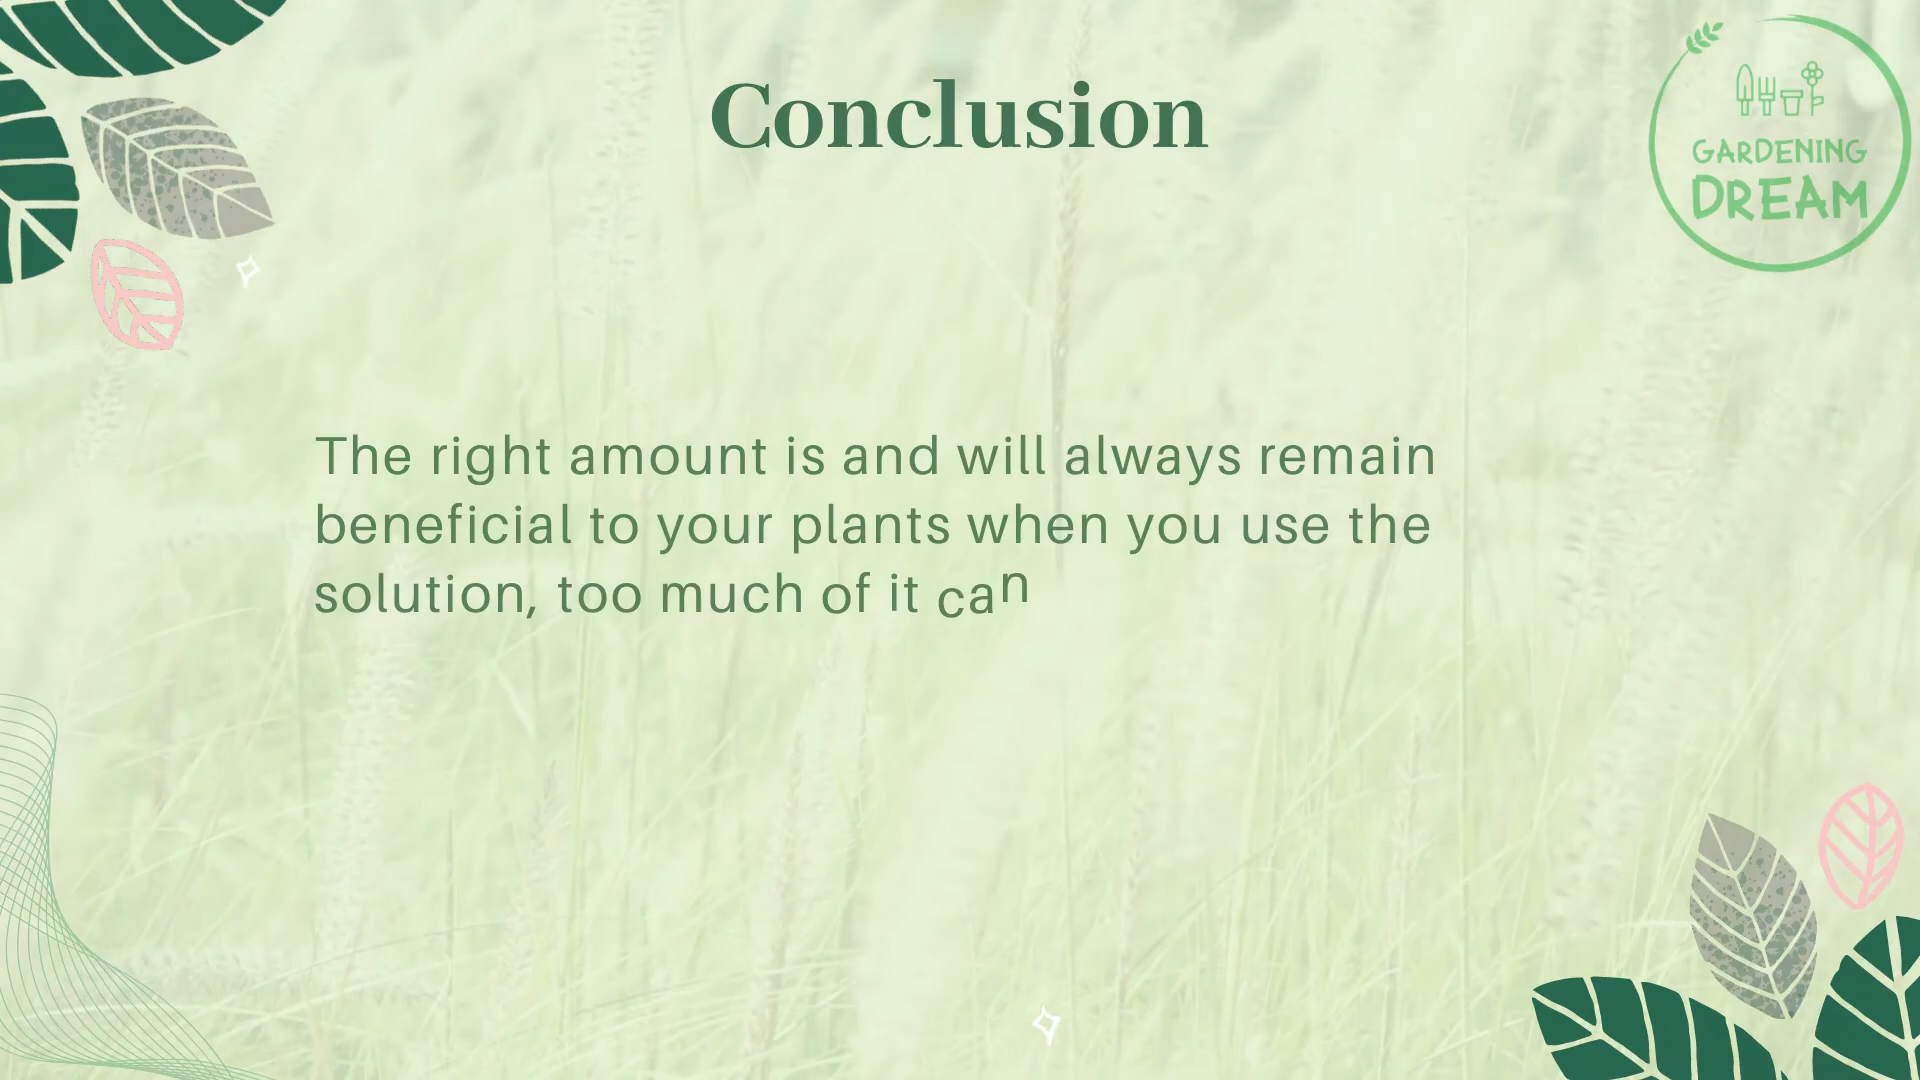 Conclusion
GARDENING
DREAM
The right amount is and will always remain
beneficial to your plants when you use the
solution, too much of it can